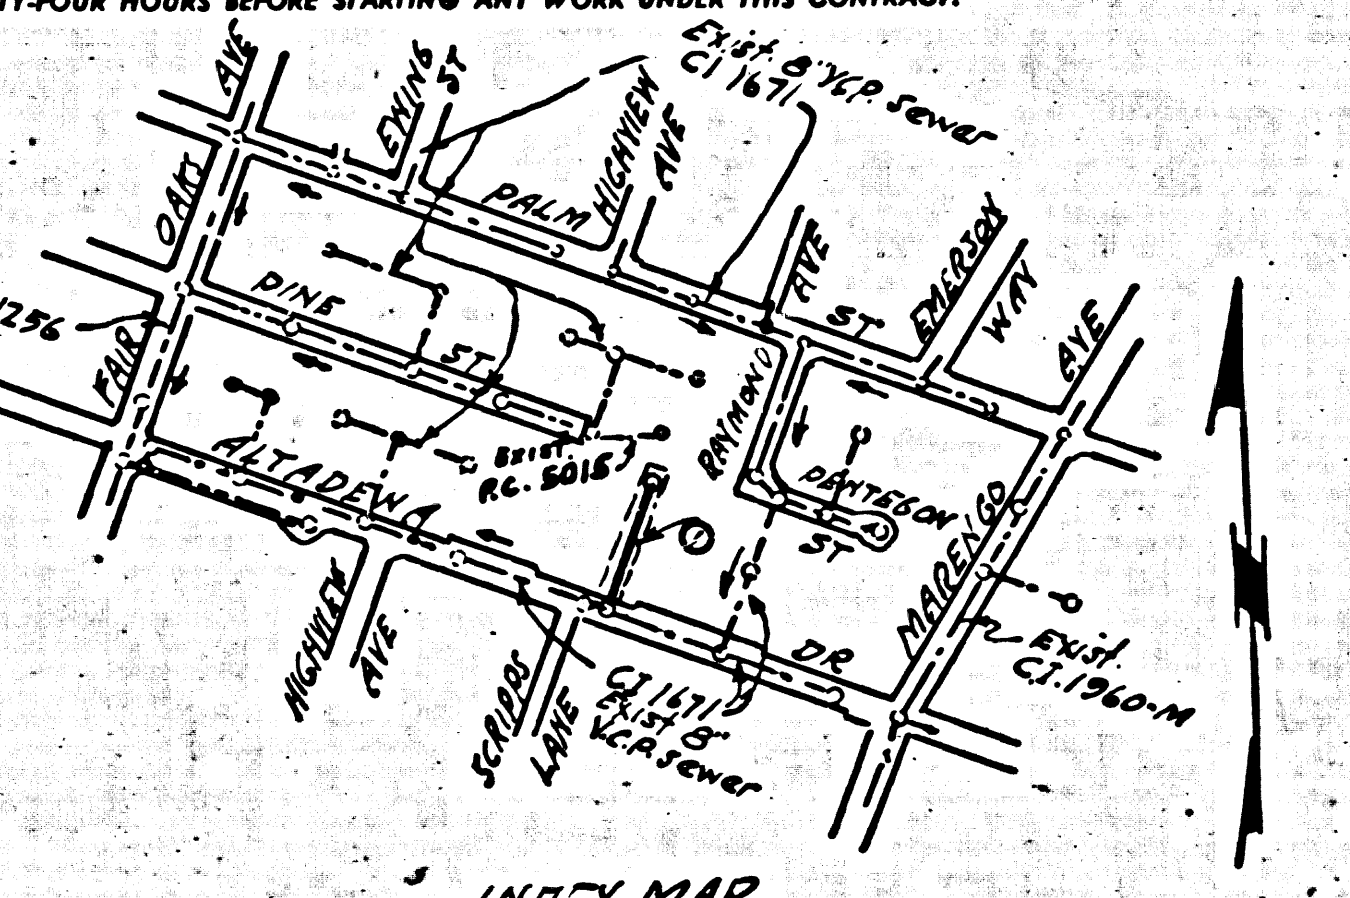 TY-FOUR HOURS BEFORE STARTING ANY WORK UNDER THIS CONTRACT.
Exist. 8" V.C.P. Sewer
CI 1671
AVE
EWING
ST
HIGHVIEW
AVE
OAKS
PALM
AVE
EMERSON
WAY
AVE
ST
PINE
ST
1256
FAIR
RAYMOND
EXIST.
P.C. 5015
ALTADENA
PENTEGON
ST
MARENGO
HIGHVIEW
AVE
SCRIPPS
LANE
DR
CI 1671
EXIST 8"
V.C.P. Sewer
Exist.
C.I. 1960-M
N
INDEX MAP